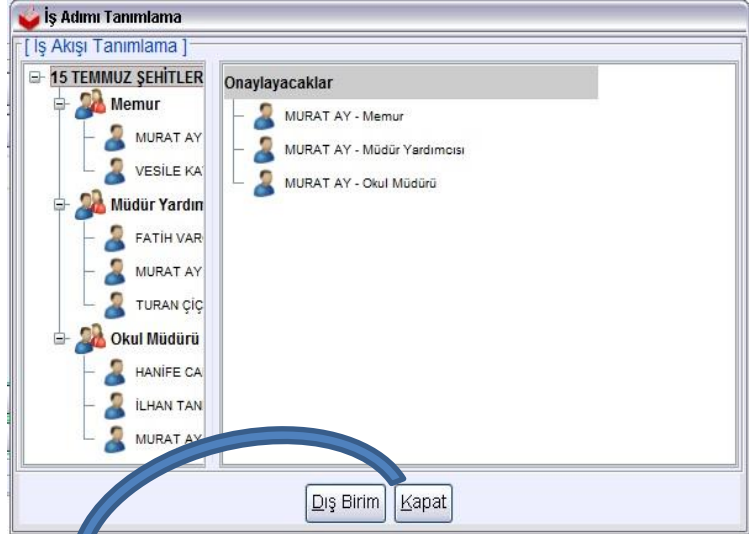 İş Adımı Tanımlama
[ İş Akışı Tanımlama ]
15 TEMMUZ ŞEHİTLER
Memur
MURAT AY
VESİLE KA
Müdür Yardım
FATİH VAR
MURAT AY
TURAN ÇİÇ
Okul Müdürü
HANİFE CA
İLHAN TAN
MURAT AY
Onaylayacaklar
MURAT AY - Memur
MURAT AY - Müdür Yardımcısı
MURAT AY - Okul Müdürü
Dış Birim
Kapat